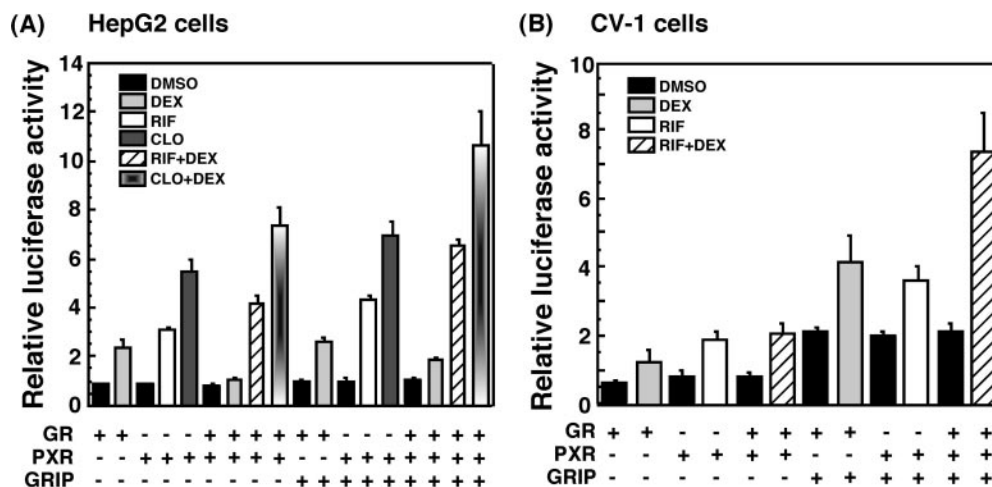 (A) HepG2 cells
Relative luciferase activity
14
12
10
8
6
4
2
0
DMSO
DEX
RIF
CLO
RIF+DEX
CLO+DEX
GR + + - - - + + + + + + - - - + + + +
PXR - - + + + + + + + - - + + + + + + +
GRIP - - - - - - - - - + + + + + + + + +
(B) CV-1 cells
Relative luciferase activity
10
8
6
4
2
0
DMSO
DEX
RIF
RIF+DEX
GR + + - - + + + + - - + +
PXR - - + + + + - - + + + +
GRIP - - - - - - + + + + + +